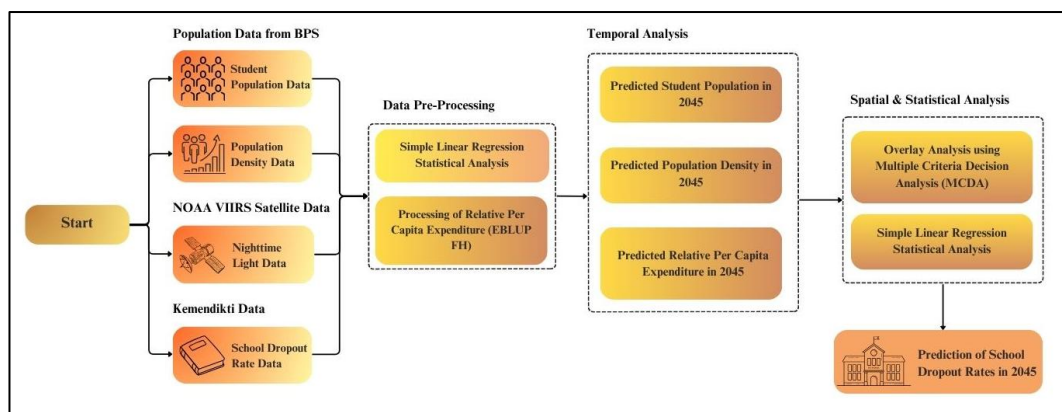 Start
Population Data from BPS
Student
Population Data
Population
Density Data
NOAA VIIRS Satellite Data
Nighttime
Light Data
Kemendikti Data
School Dropout
Rate Data
Data Pre-Processing
Simple Linear Regression
Statistical Analysis
Processing of Relative Per
Capita Expenditure (EBLUP
FH)
Temporal Analysis
Predicted Student Population in
2045
Predicted Population Density in
2045
Predicted Relative Per Capita
Expenditure in 2045
Spatial & Statistical Analysis
Overlay Analysis using
Multiple Criteria Decision
Analysis (MCDA)
Simple Linear Regression
Statistical Analysis
Prediction of School
Dropout Rates in 2045